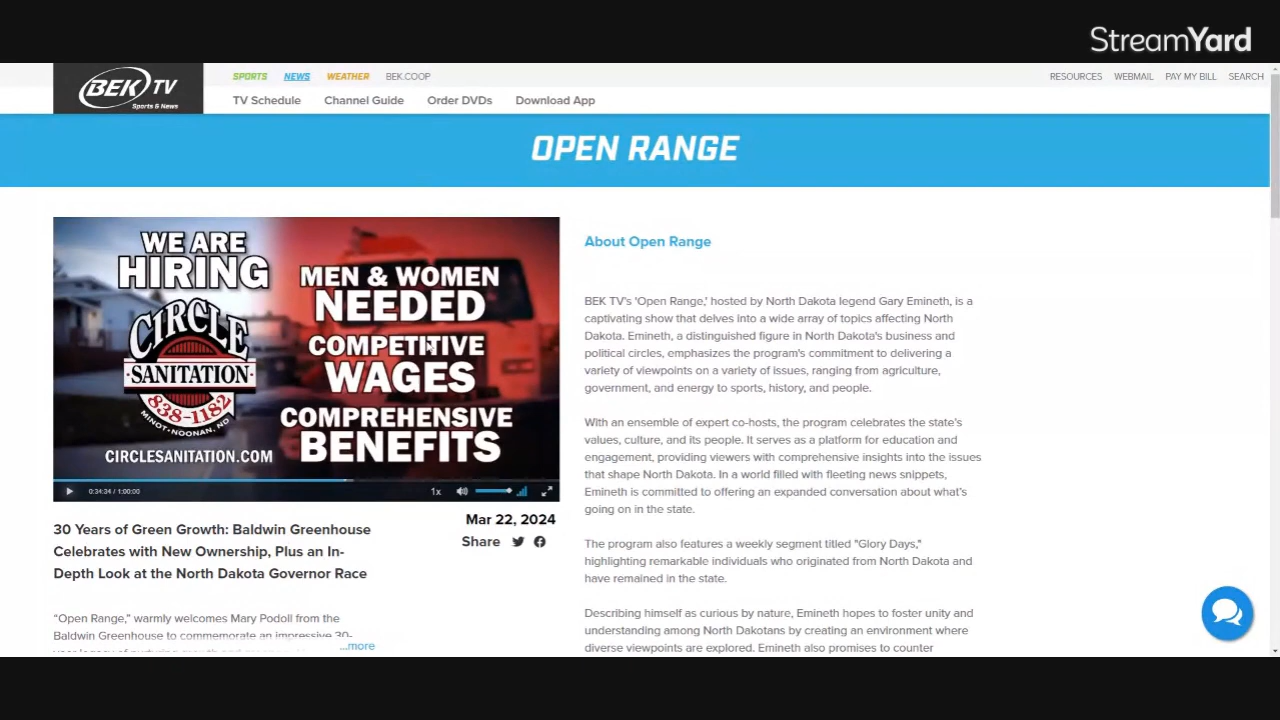 StreamYard
BEK TV
Sports & News
SPORTS NEWS WEATHER BEK.COOP
RESOURCES WEBMAIL PAY MY BILL SEARCH
TV Schedule Channel Guide Order DVDs Download App
OPEN RANGE
WE ARE
HIRING
CIRCLE
SANITATION
838-1182
MINOT-NOONAN, ND
CIRCLESANITATION.COM
MEN & WOMEN
NEEDED
COMPETITIVE
WAGES
COMPREHENSIVE
BENEFITS
0:34:34 / 1:00:00
1x
Mar 22, 2024
Share
30 Years of Green Growth: Baldwin Greenhouse
Celebrates with New Ownership, Plus an In-
Depth Look at the North Dakota Governor Race
"Open Range," warmly welcomes Mary Podoll from the
Baldwin Greenhouse to commemorate an impressive 30-
...more
About Open Range
BEK TV's 'Open Range,' hosted by North Dakota legend Gary Emineth, is a
captivating show that delves into a wide array of topics affecting North
Dakota. Emineth, a distinguished figure in North Dakota's business and
political circles, emphasizes the program's commitment to delivering a
variety of viewpoints on a variety of issues, ranging from agriculture,
government, and energy to sports, history, and people.
With an ensemble of expert co-hosts, the program celebrates the state's
values, culture, and its people. It serves as a platform for education and
engagement, providing viewers with comprehensive insights into the issues
that shape North Dakota. In a world filled with fleeting news snippets,
Emineth is committed to offering an expanded conversation about what's
going on in the state.
The program also features a weekly segment titled "Glory Days,"
highlighting remarkable individuals who originated from North Dakota and
have remained in the state.
Describing himself as curious by nature, Emineth hopes to foster unity and
understanding among North Dakotans by creating an environment where
diverse viewpoints are explored. Emineth also promises to counter